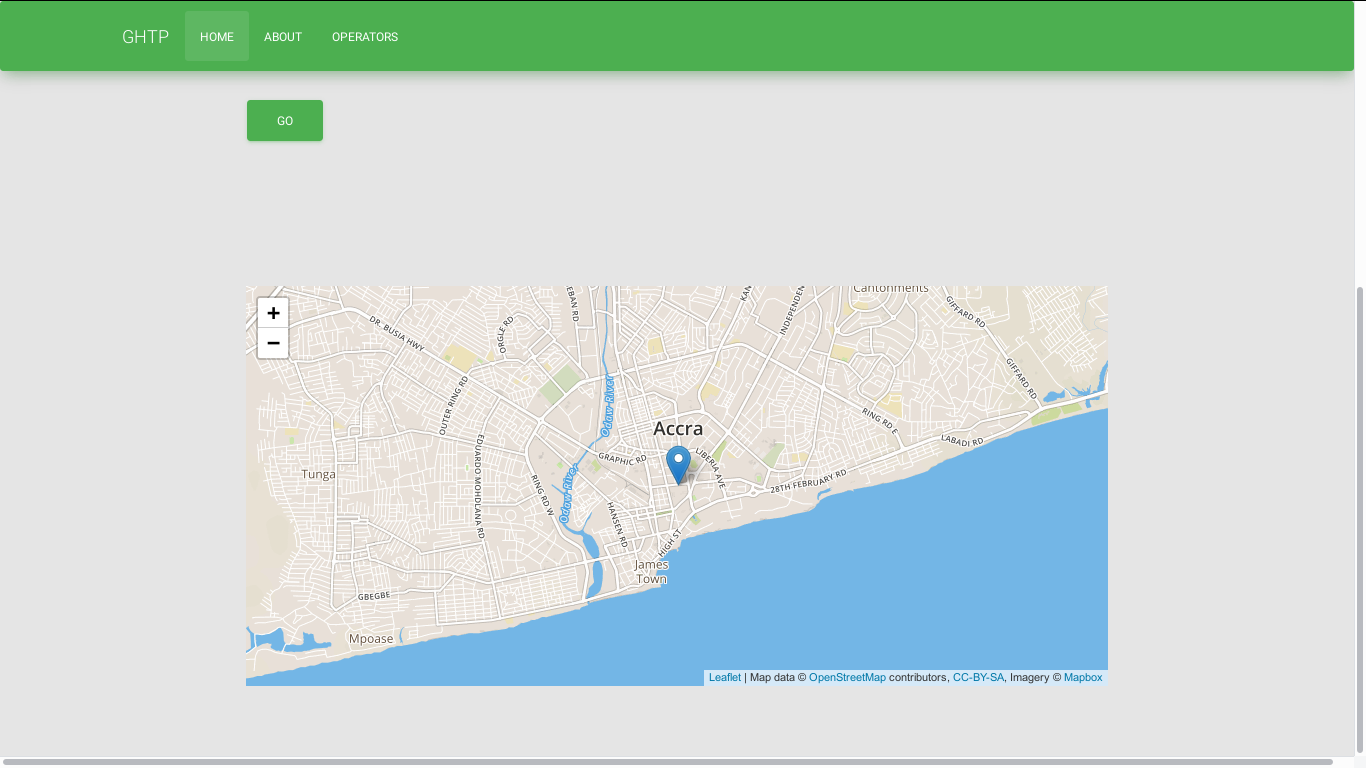 GHTP HOME ABOUT OPERATORS
GO
+
−
DR. BUSIA HWY
ORGLE RD
EBAN RD
KAN
INDEPENDEN
Cantonments
GIFFARD RD
GIFFARD RD
OUTER RING RD
Odaw River
Accra
RING RD E
LABADI RD
Tunga
EDUARDO MOHDLANA RD
GRAPHIC RD
LIBERIA AVE
28TH FEBRUARY RD
RING RD W
Odaw River
HANSEN RD
HIGH ST
James
Town
GBEGBE
Mpoase
Leaflet | Map data © OpenStreetMap contributors, CC-BY-SA, Imagery © Mapbox